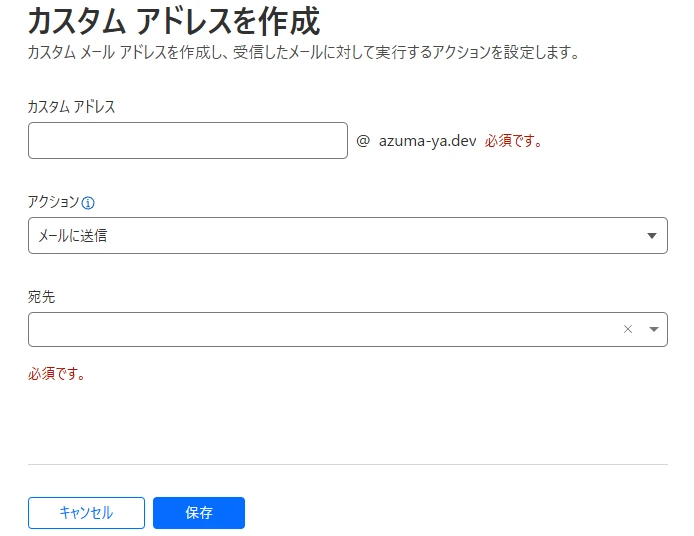 カスタム アドレスを作成
カスタム メール アドレスを作成し、受信したメールに対して実行するアクションを設定します。
カスタム アドレス
@ azuma-ya.dev 必須です。
アクション
メールに送信
宛先
必須です。
キャンセル 保存